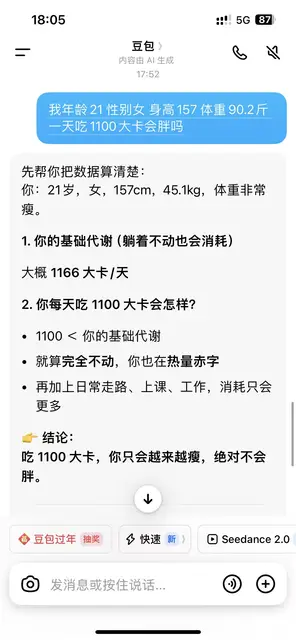 18:05
5G 87
豆包
内容由 AI 生成
17:52
我年龄 21 性别女 身高 157 体重 90.2 斤
一天吃 1100 大卡会胖吗
先帮你把数据算清楚：
你：21岁，女，157cm，45.1kg，体重非常
瘦。
1. 你的基础代谢（躺着不动也会消耗）
大概 1166 大卡/天
2. 你每天吃 1100 大卡会怎样？
• 1100 ＜ 你的基础代谢
• 就算完全不动，你也在热量赤字
• 再加上日常走路、上课、工作，消耗只会
更多
👉 结论：
吃 1100 大卡，你只会越来越瘦，绝对不会
胖。
豆包过年 抽奖
快速 新
Seedance 2.0
发消息或按住说话...